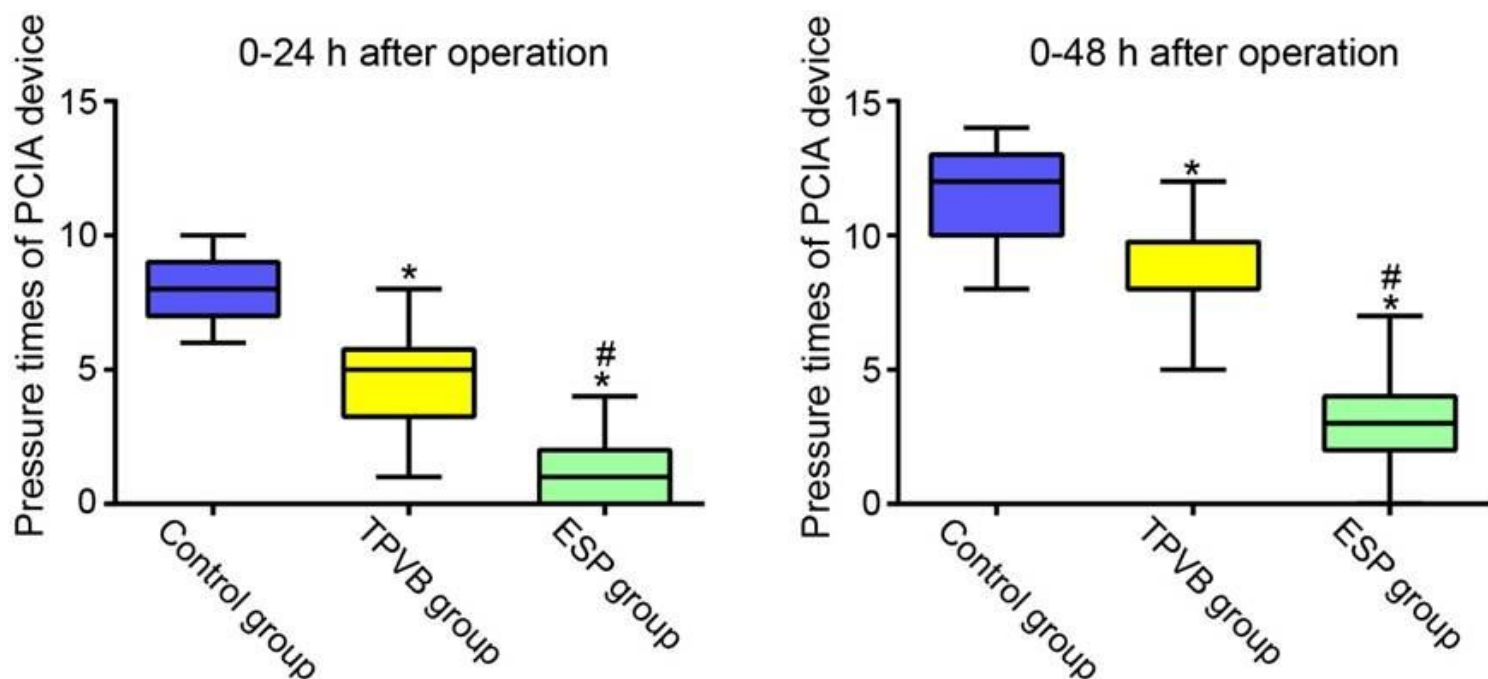 0-24 h after operation
Pressure times of PCIA device
15
10
5
0
*
#
*
Control group
TPVB group
ESP group
0-48 h after operation
Pressure times of PCIA device
15
10
5
0
*
#
*
Control group
TPVB group
ESP group